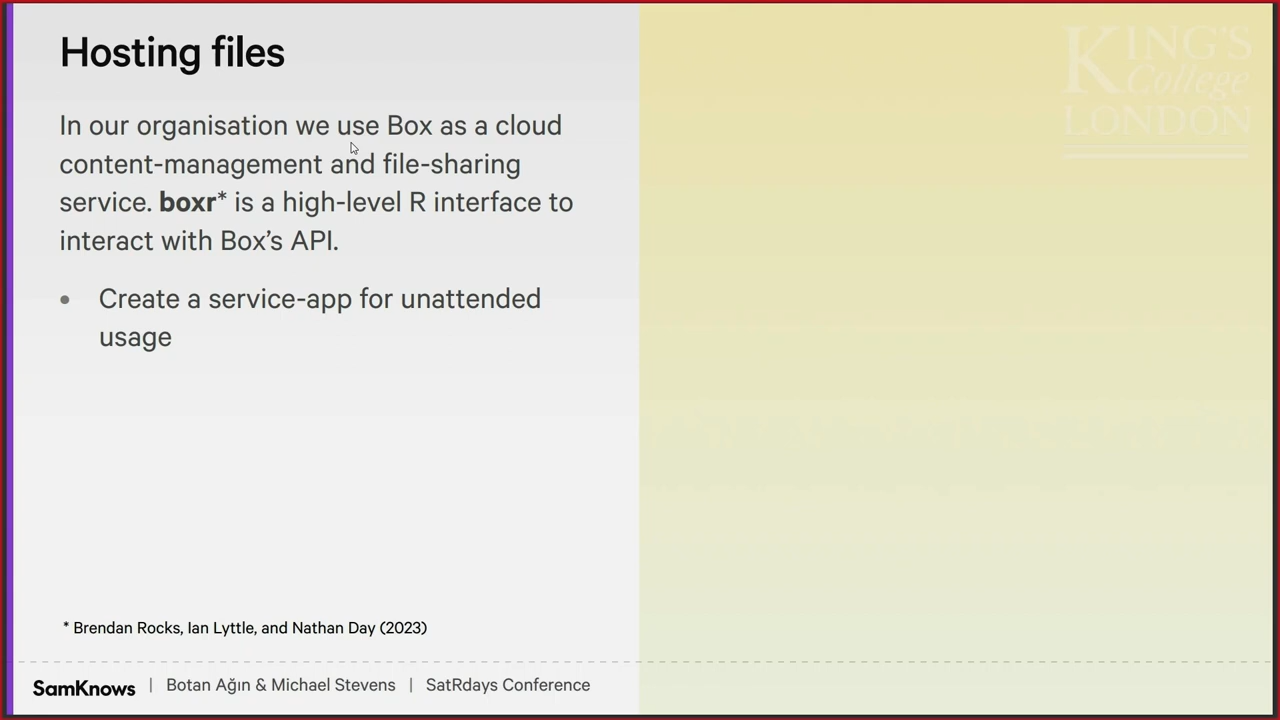 Hosting files
In our organisation we use Box as a cloud
content-management and file-sharing
service. boxr* is a high-level R interface to
interact with Box’s API.
• Create a service-app for unattended
usage
* Brendan Rocks, Ian Lyttle, and Nathan Day (2023)
SamKnows | Botan Ağın & Michael Stevens | SatRdays Conference
KING'S
College
LONDON